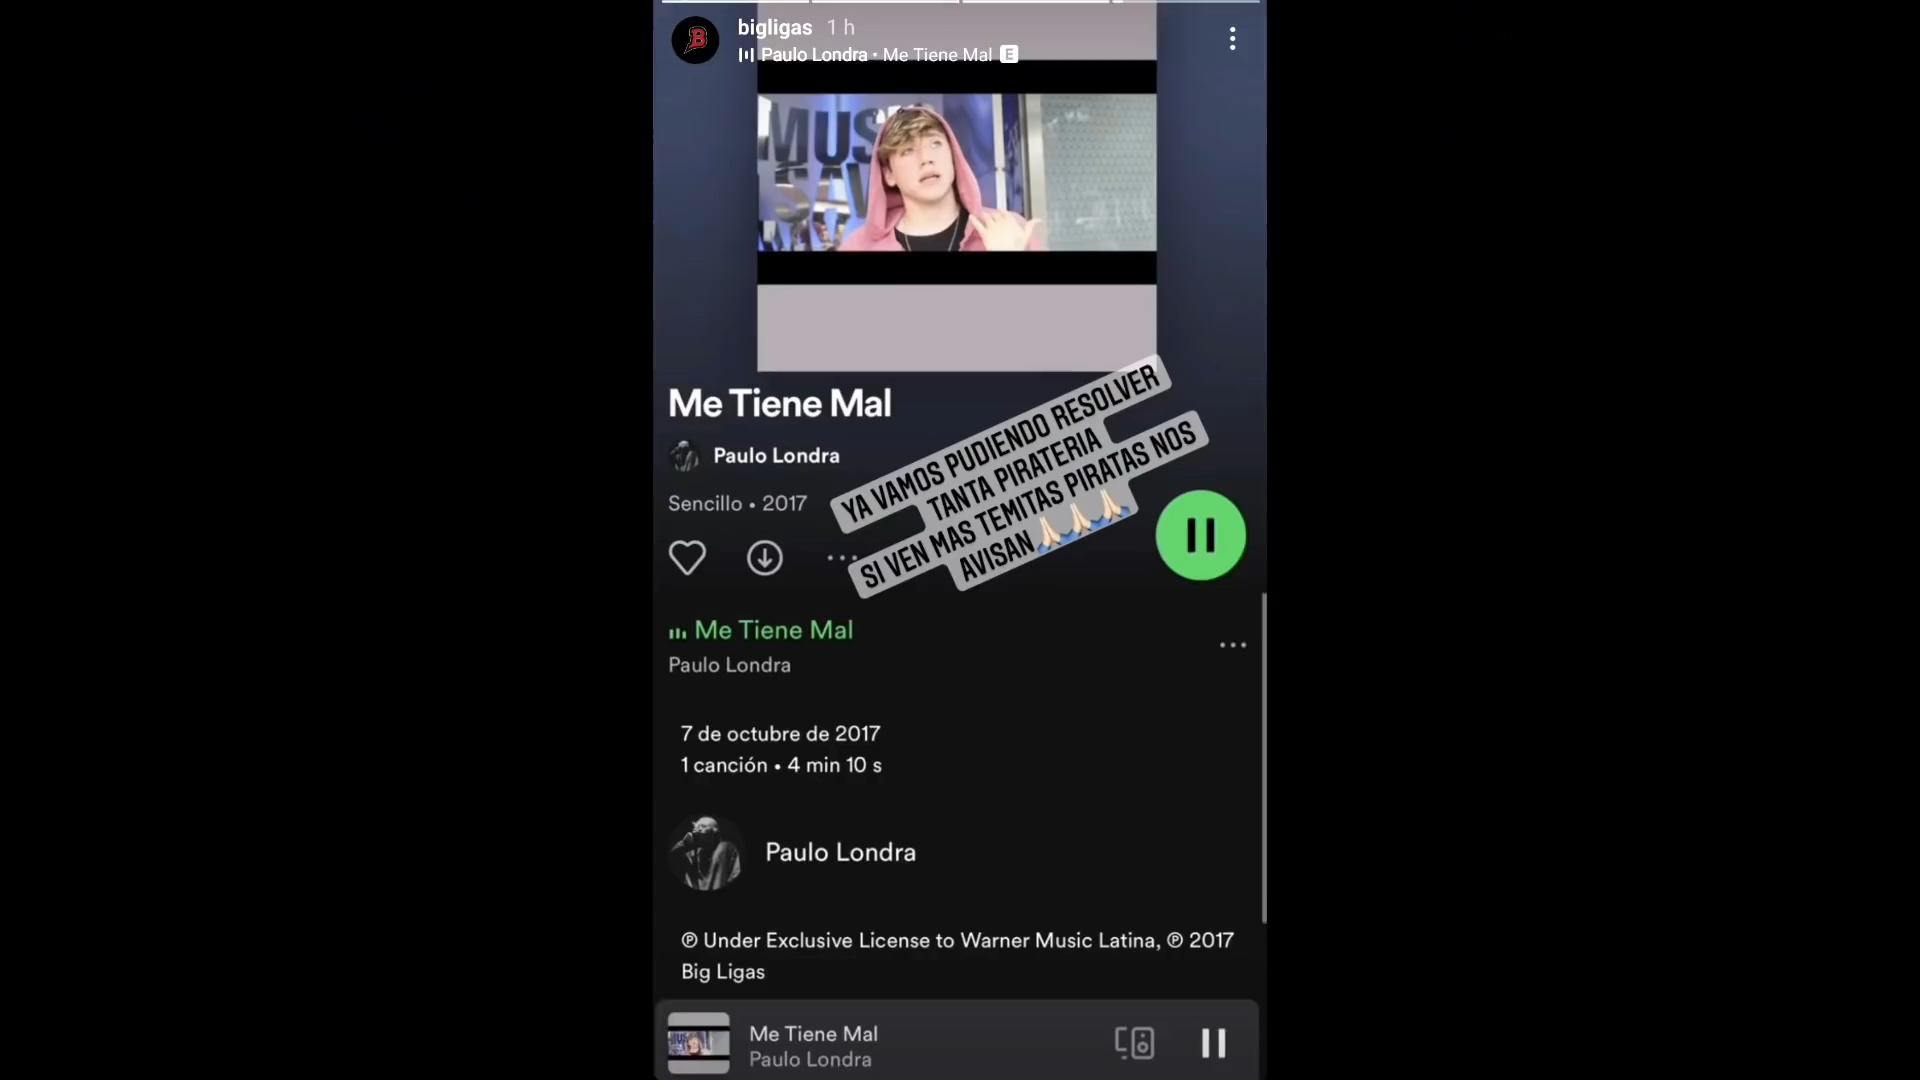 bigligas 1 h
Paulo Londra • Me Tiene Mal E
MUS
SAV
Me Tiene Mal
Paulo Londra
Sencillo • 2017
YA VAMOS PUDIENDO RESOLVER
TANTA PIRATERIA
SI VEN MAS TEMITAS PIRATAS NOS
AVISAN 🙏🏻🙏🏻🙏🏻
Me Tiene Mal
Paulo Londra
7 de octubre de 2017
1 canción • 4 min 10 s
Paulo Londra
℗ Under Exclusive License to Warner Music Latina, ℗ 2017
Big Ligas
Me Tiene Mal
Paulo Londra